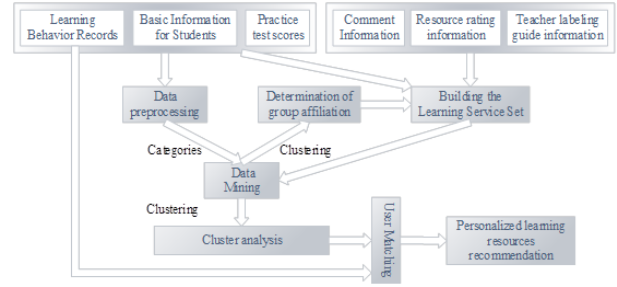 Learning
Behavior Records
Basic Information
for Students
Practice
test scores
Comment
Information
Resource rating
information
Teacher labeling
guide information
Data
preprocessing
Determination of
group affiliation
Building the
Learning Service Set
Categories
Clustering
Data
Mining
Clustering
Cluster analysis
User Matching
Personalized learning
resources
recommendation